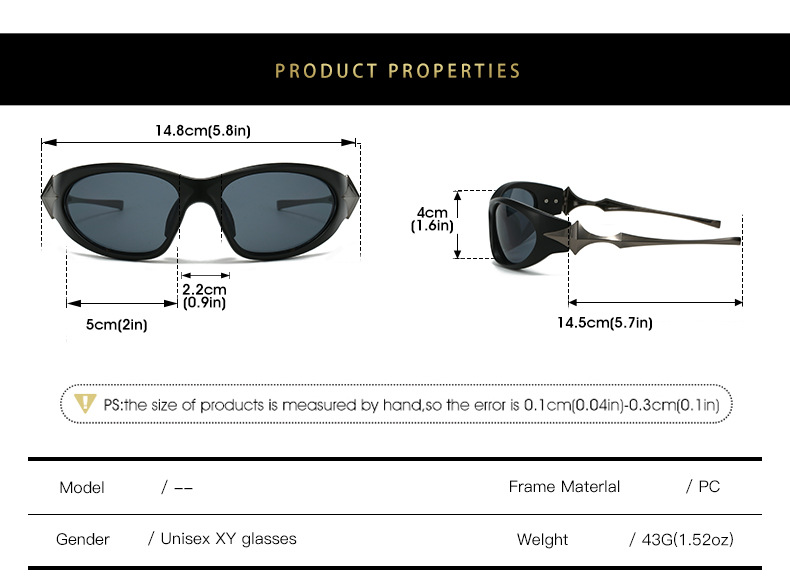 PRODUCT PROPERTIES
14.8cm(5.8in)
4cm
(1.6in)
2.2cm
(0.9in)
5cm(2in)
14.5cm(5.7in)
PS:the size of products is measured by hand,so the error is 0.1cm(0.04in)-0.3cm(0.1in)
Model / -- Frame Materlal / PC
Gender / Unisex XY glasses Welght / 43G(1.52oz)